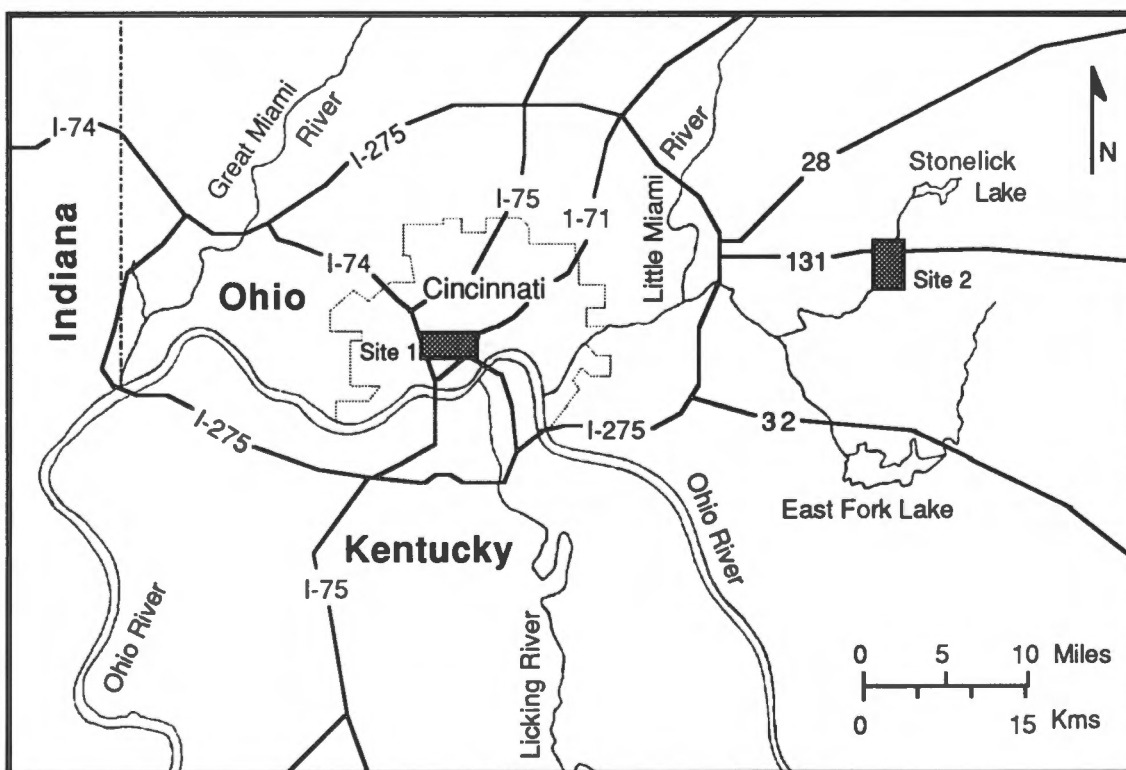 I-74
Great Miami
River
I-275
I-75
1-71
River
Little Miami
28
N
Stonelick
Lake
Indiana
Ohio
I-74
Cincinnati
131
Site 2
Site 1
I-275
I-275
32
Ohio River
East Fork Lake
Kentucky
I-75
Ohio River
Licking River
0 5 10 Miles
0 15 Kms